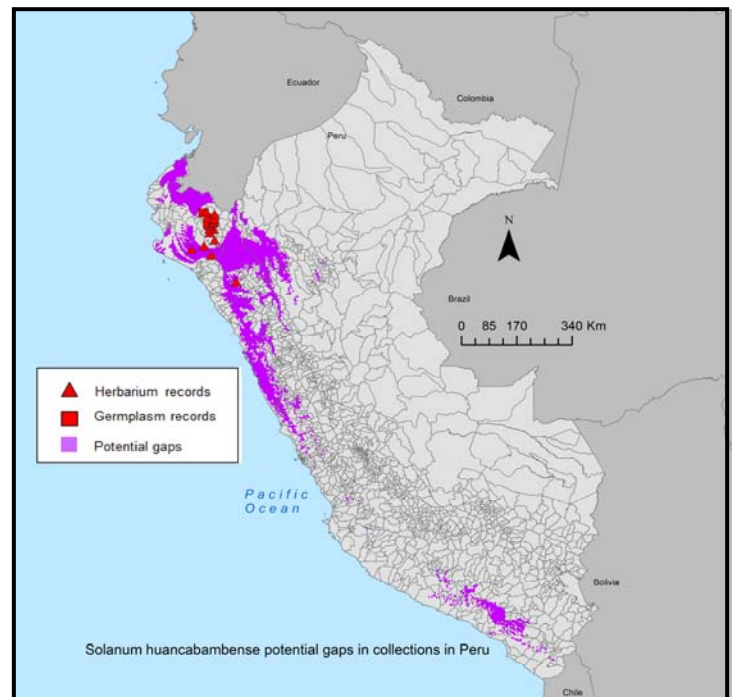 Ecuador
Colombia
Peru
N
Brazil
0 85 170 340 Km
Herbarium records
Germplasm records
Potential gaps
Pacific
Ocean
Bolivia
Solanum huancabambense potential gaps in collections in Peru
Chile